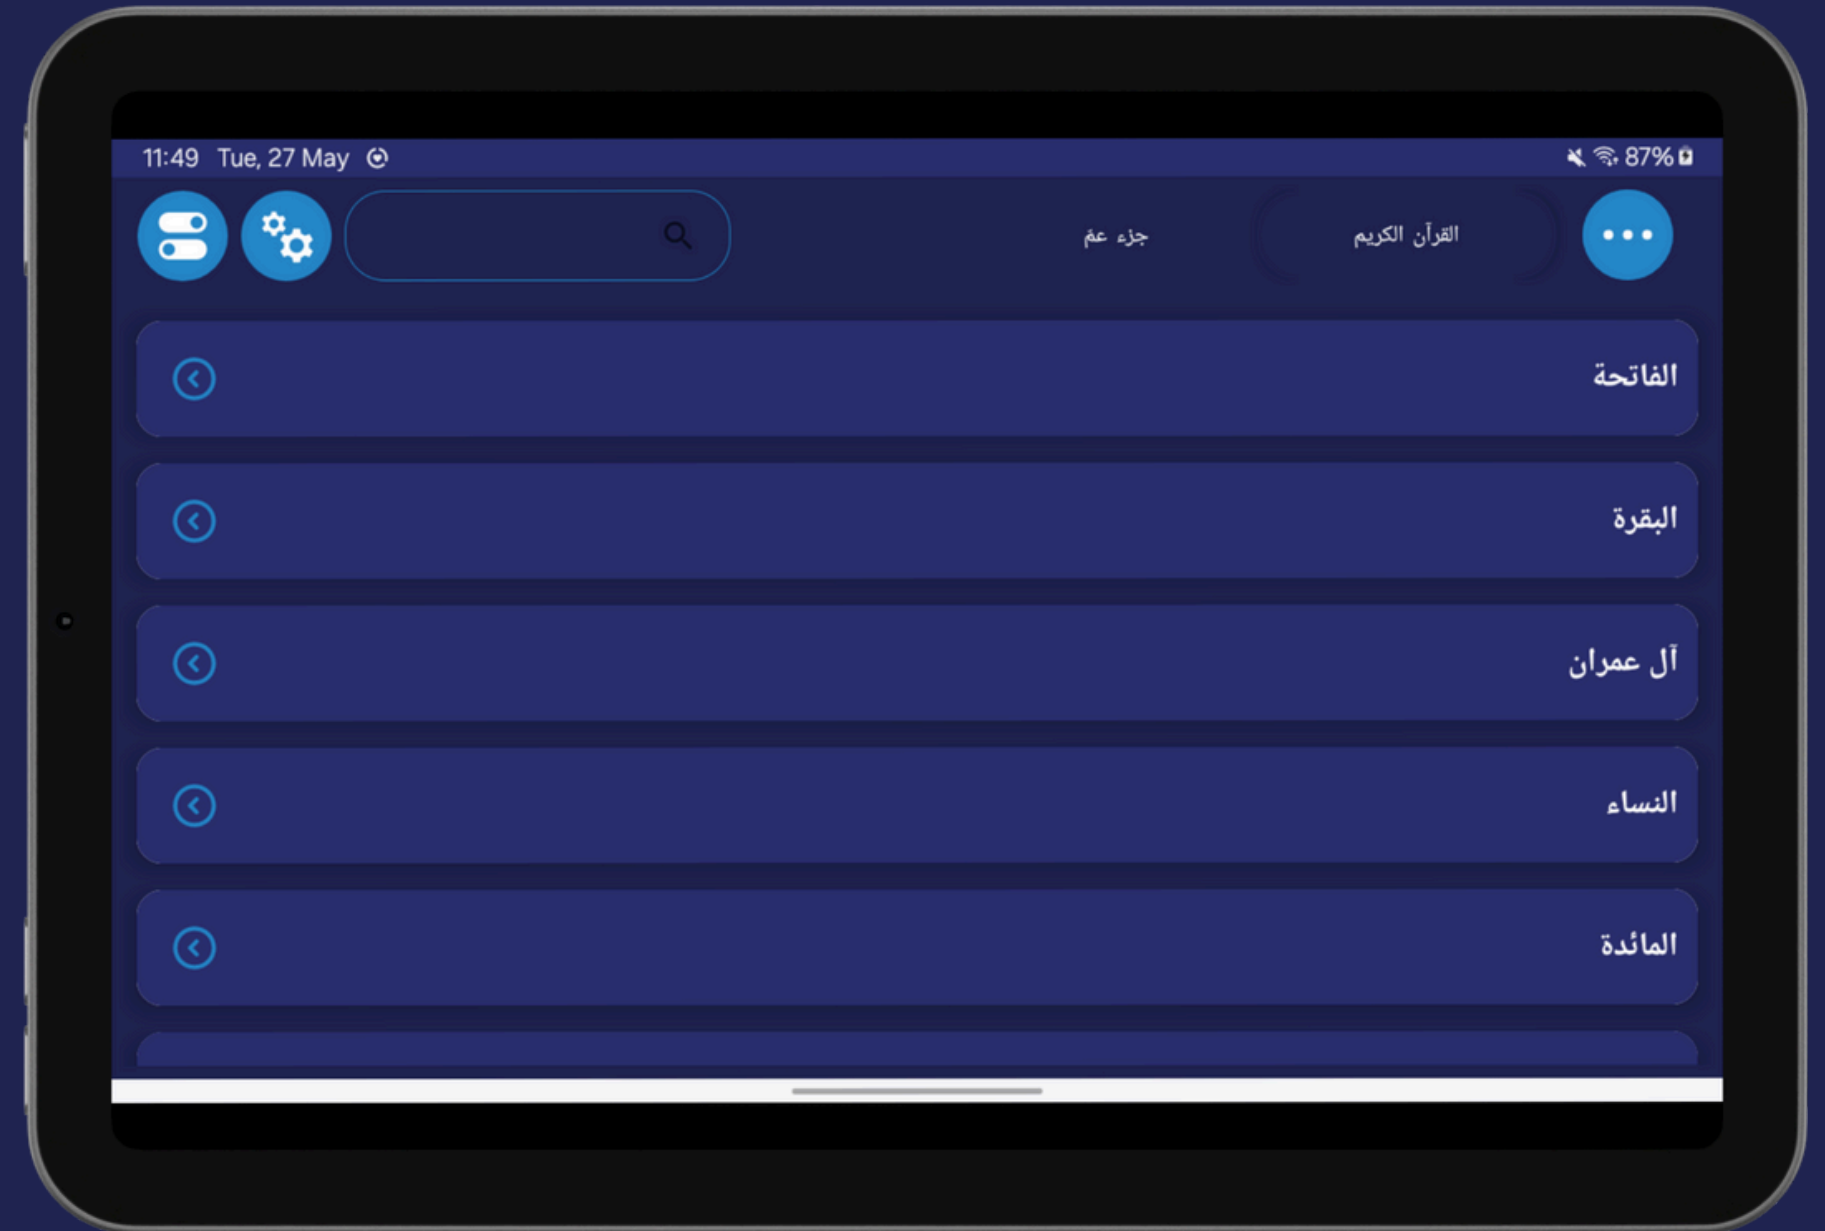 11:49 Tue, 27 May 87%
القرآن الكريم
جزء عمّ
الفاتحة
البقرة
آل عمران
النساء
المائدة